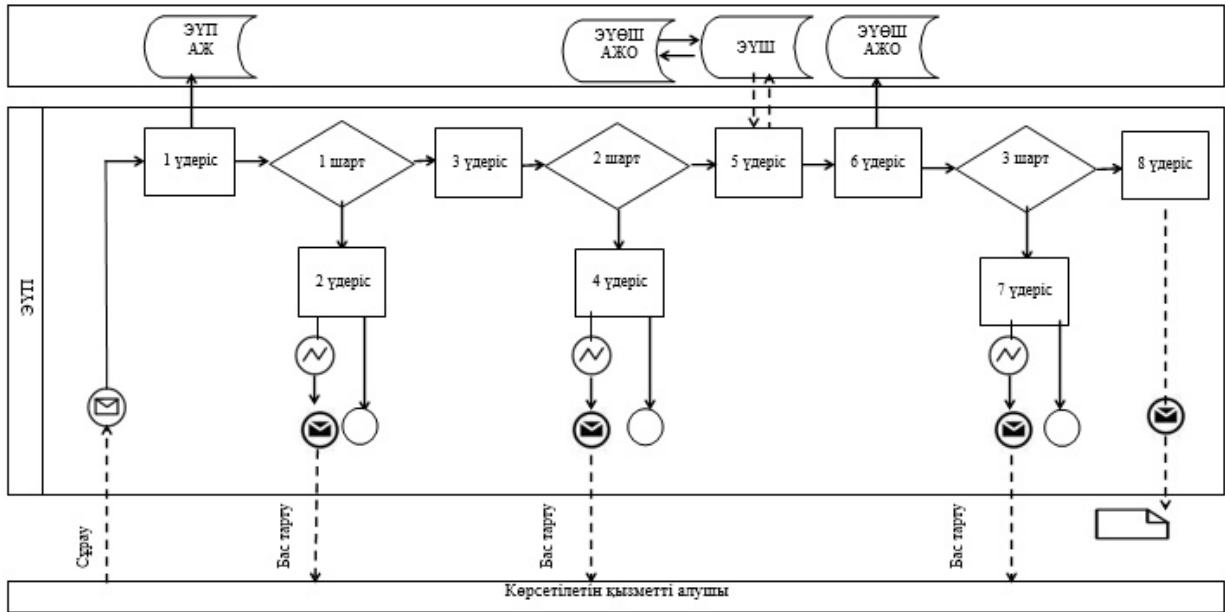 ЭҮП
АЖ
ЭҮӨШ
АЖО
ЭҮШ
ЭҮӨШ
АЖО
1 үдеріс
1 шарт
3 үдеріс
2 шарт
5 үдеріс
6 үдеріс
3 шарт
8 үдеріс
2 үдеріс
4 үдеріс
7 үдеріс
ЭҮП
Сұрау
Бас тарту
Бас тарту
Бас тарту
Көрсетілетін қызметті алушы